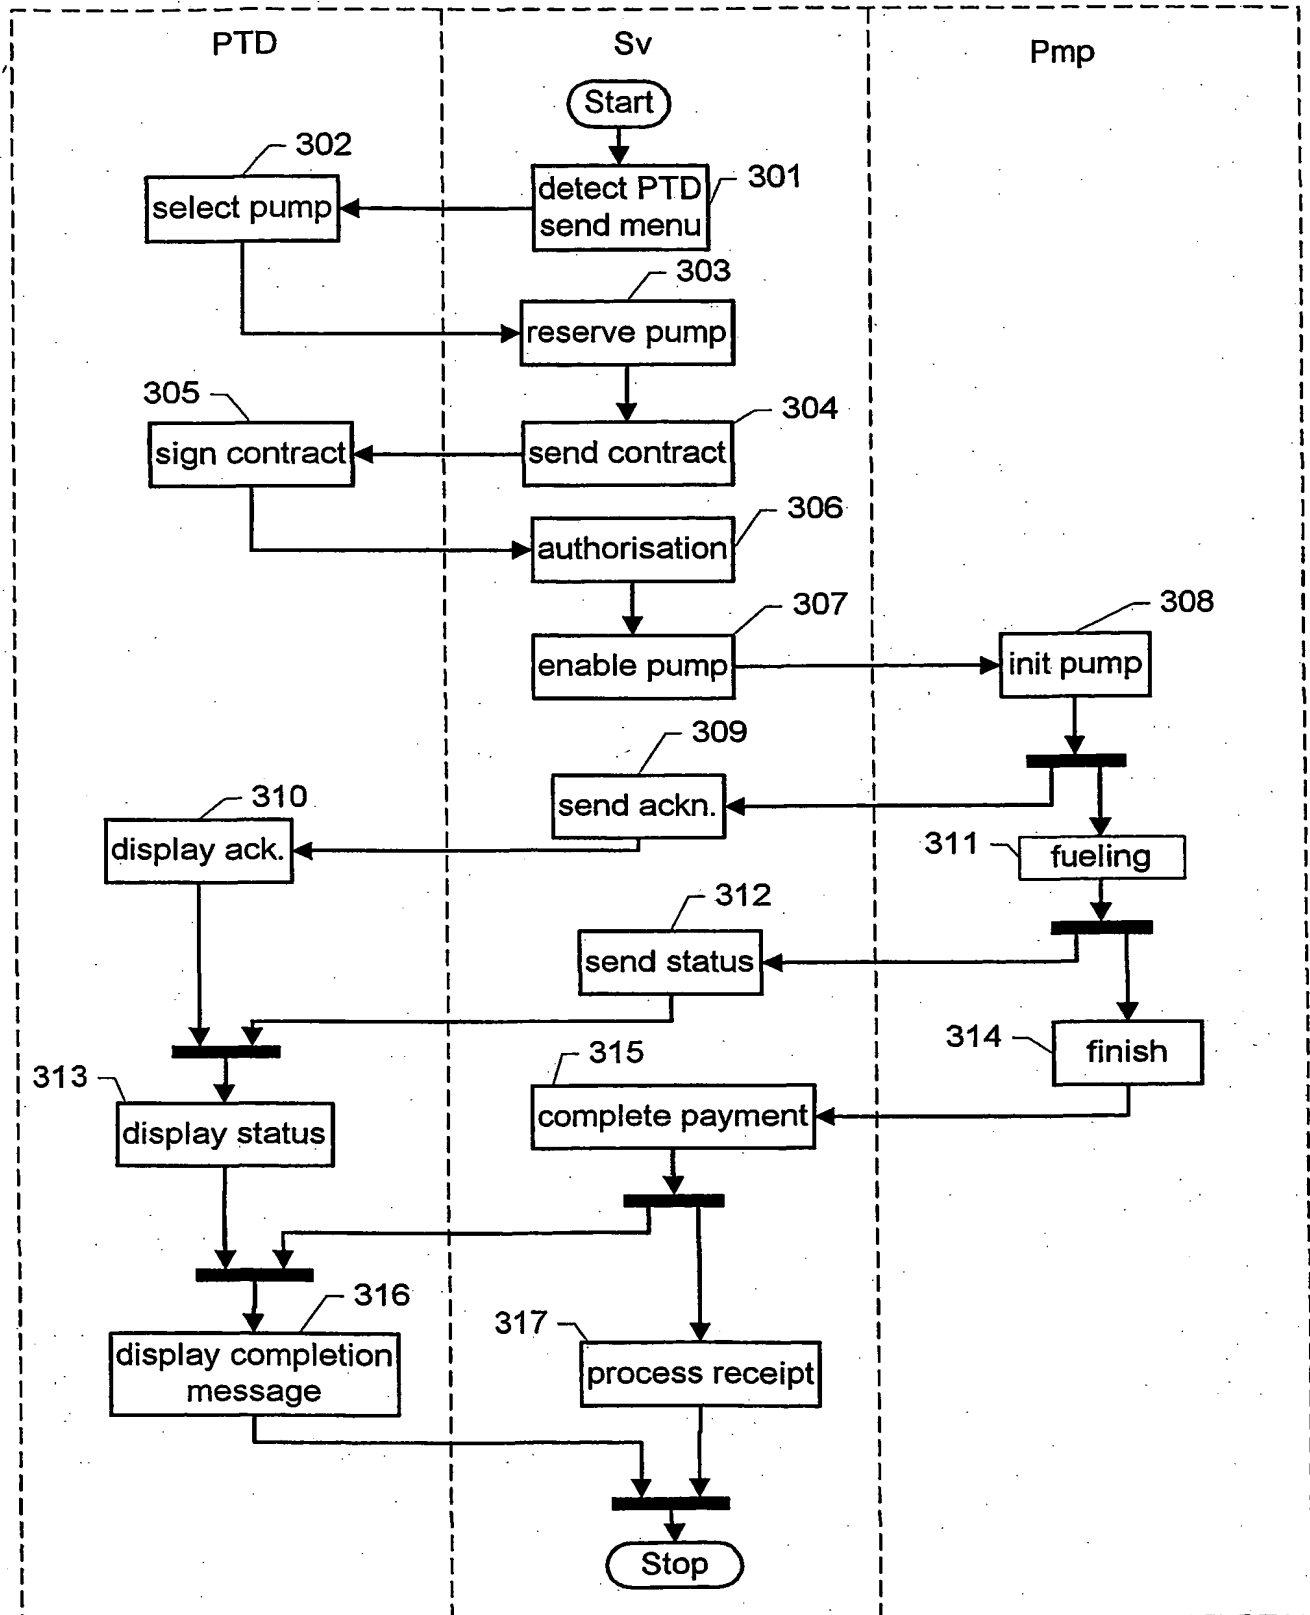 PTD
Sv
Pmp
Start
302
301
select pump
detect PTD
send menu
303
reserve pump
305
304
sign contract
send contract
306
authorisation
307
308
enable pump
init pump
309
310
send ackn.
display ack.
311
fueling
312
send status
315
314
finish
313
complete payment
display status
316
317
display completion
message
process receipt
Stop